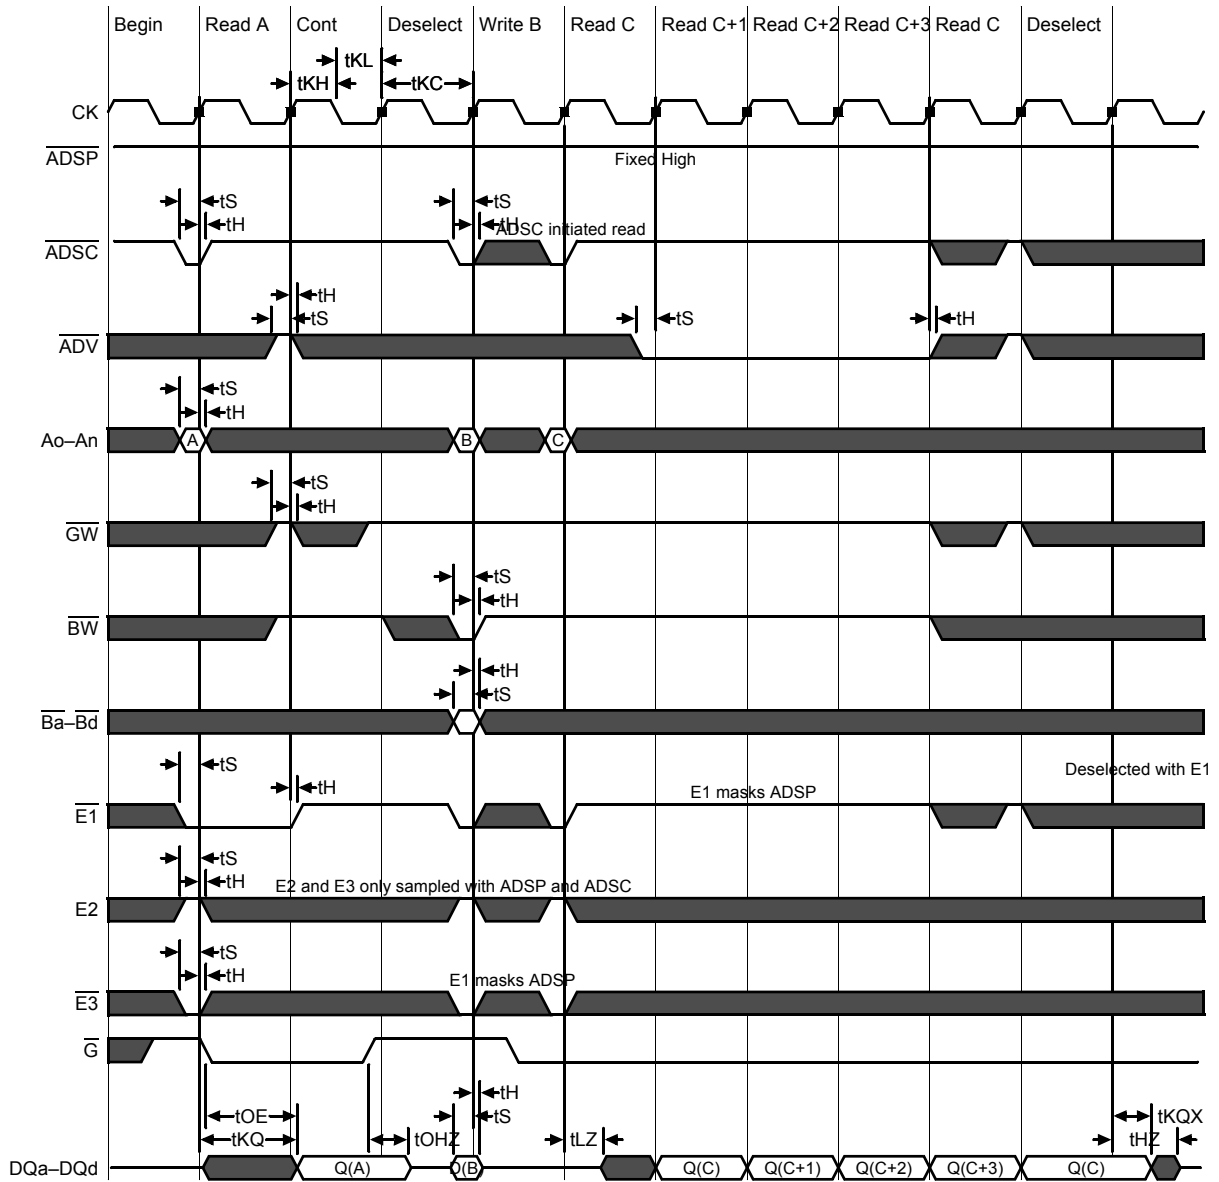 Begin Read A Cont Deselect Write B Read C Read C+1 Read C+2 Read C+3 Read C Deselect
tKL
tKH tKC
CK
ADSP
Fixed High
tS tS
tH tH
ADSC initiated read
ADSC
tH
tS tS tH
ADV
tS
tH
Ao–An A B C
tS
tH
GW
tS
tH
BW
tH
tS
Ba–Bd
tS
Deselected with E1
tH
E1 masks ADSP
E1
tS
tH
E2 and E3 only sampled with ADSP and ADSC
E2
tS
tH
E1 masks ADSP
E3
G
tH
tOE tS tKQX
tKQ tOHZ tLZ tHZ
DQa–DQd Q(A) D(B) Q(C) Q(C+1) Q(C+2) Q(C+3) Q(C)